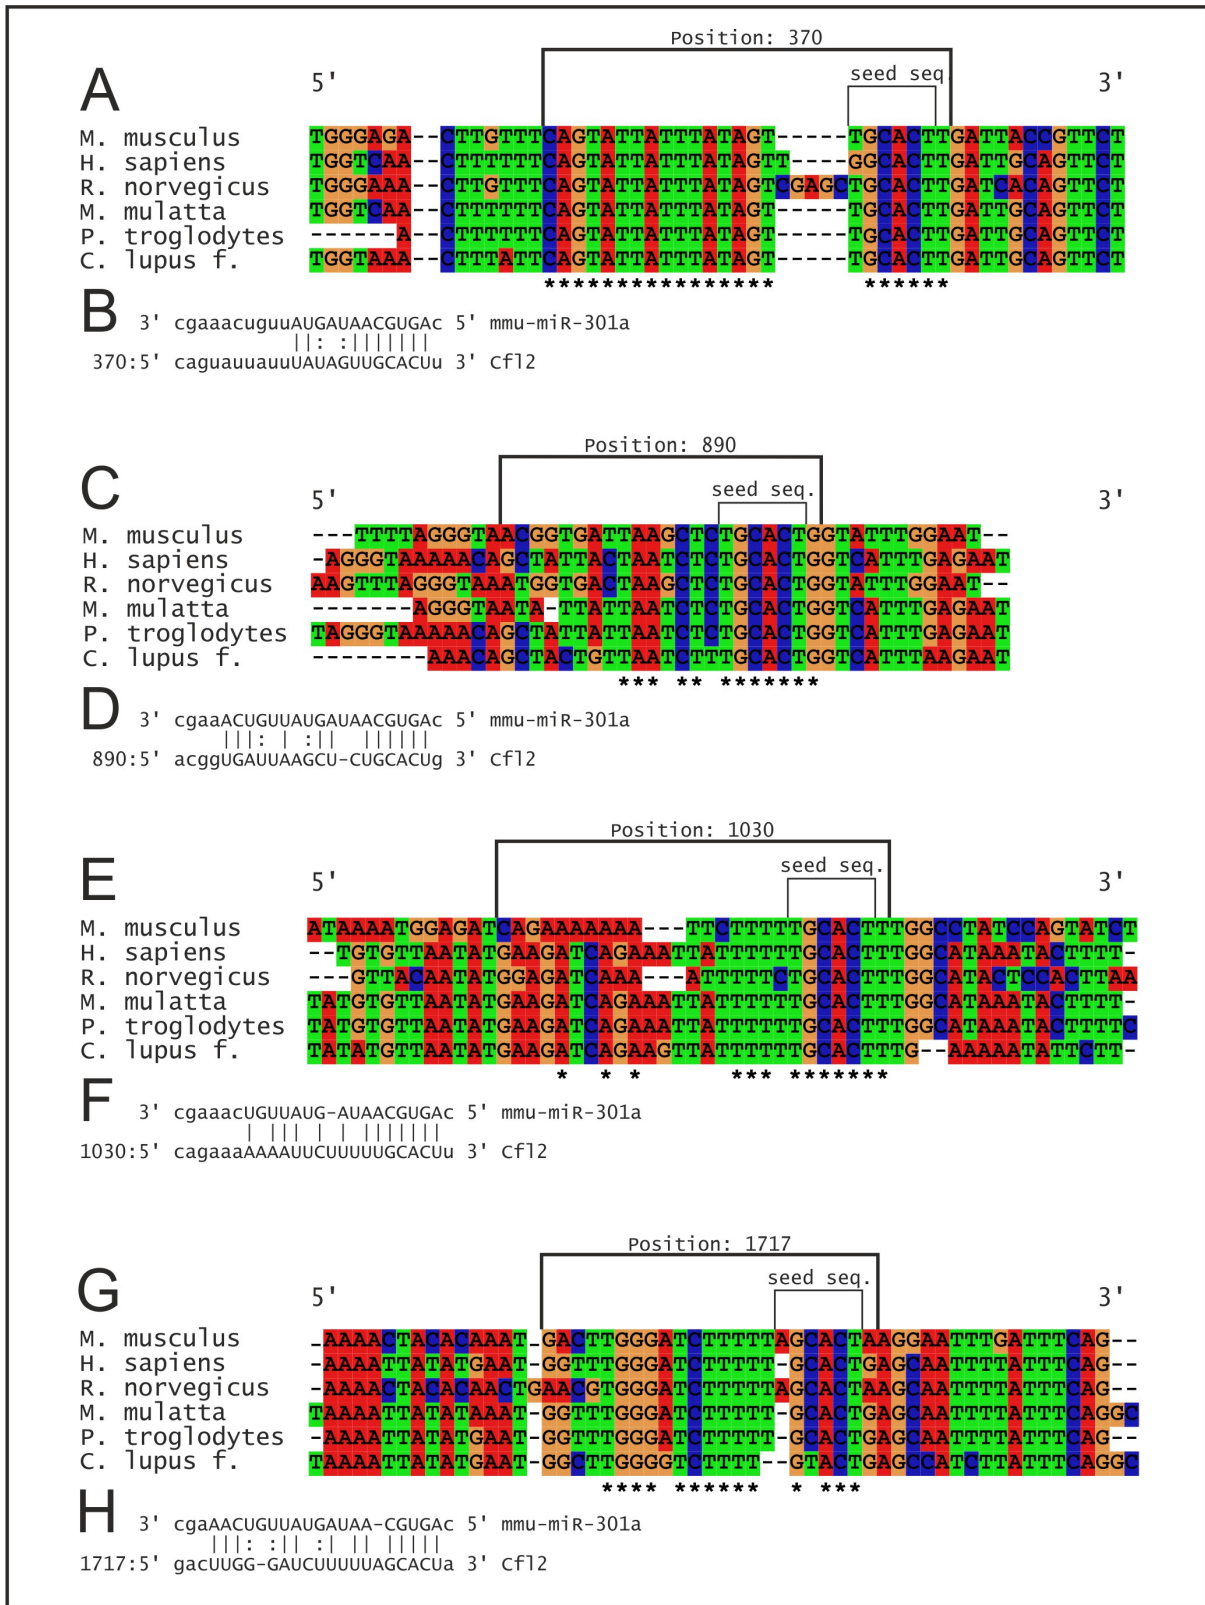 Position: 370
A
5'
seed seq.
3'
M. musculus TGGGAGA--CTTGTTTCAGTATTATTTATAGT-----TGCACTTGATTACCGTTCT
H. sapiens TGGTCAA--CTTTTTTCAGTATTATTTATAGTT----GGCACTTGATTGCAGTTCT
R. norvegicus TGGGAAA--CTTGTTTCAGTATTATTTATAGTCGAGCTGCACTTGATCACAGTTCT
M. mulatta TGGTCAA--CTTTTTTCAGTATTATTTATAGT-----TGCACTTGATTGCAGTTCT
P. troglodytes ------A--CTTTTTTCAGTATTATTTATAGT-----TGCACTTGATTGCAGTTCT
C. lupus f. TGGTAAA--CTTTATTCAGTATTATTTATAGT-----TGCACTTGATTGCAGTTCT
**************** ******
B
3' cgaaacuguuAUGAUAACGUGAc 5' mmu-miR-301a
||: :|||||||
370:5' caguauuauuUAUAGUUGCACUu 3' Cfl2
Position: 890
C
5'
seed seq.
3'
M. musculus ---TTTTAGGGTAACGGTGATTAAGCTCTGCACTGGTATTTGGAAT--
H. sapiens -AGGGTAAAAACAGCTATTACTAATCTCTGCACTGGTCATTTGAGAAT
R. norvegicus AAGTTTAGGGTAAATGGTGACTAAGCTCTGCACTGGTATTTGGAAT--
M. mulatta -------AGGGTAATA-TTATTAATCTCTGCACTGGTCATTTGAGAAT
P. troglodytes TAGGGTAAAAACAGCTATTATTAATCTCTGCACTGGTCATTTGAGAAT
C. lupus f. --------AAACAGCTACTGTTAATCTTTGCACTGGTCATTTAAGAAT
*** ** *******
D
3' cgaaACUGUUAUGAUAACGUGAc 5' mmu-miR-301a
|||: | :|| ||||||
890:5' acggUGAUUAAGCU-CUGCACUg 3' Cfl2
Position: 1030
E
5'
seed seq.
3'
M. musculus ATAAAATGGAGATCAGAAAAAAA---TTCTTTTTTGCACTTTGGCCTATCCAGTATCT
H. sapiens --TGTGTTAATATGAAGATCAGAAATTATTTTTTGCACTTTGGCATAAATACTTTT--
R. norvegicus ---GTTACAATATGGAGATCAAA---ATTTTTCTGCACTTTGGCATACTCCACTTAA
M. mulatta TATGTGTTAATATGAAGATCAGAAATTATTTTTTGCACTTTGGCATAAATACTTTT-
P. troglodytes TATGTGTTAATATGAAGATCAGAAATTATTTTTTGCACTTTGGCATAAATACTTTTC
C. lupus f. TATATGTTAATATGAAGATCAGAAGTTATTTTTTGCACTTTG--AAAAATATTCTT-
* * * *** *******
F
3' cgaaacUGUUAUG-AUAACGUGAc 5' mmu-miR-301a
| ||| | | |||||||
1030:5' cagaaaAAAAUUCUUUUUGCACUu 3' Cfl2
Position: 1717
G
5'
seed seq.
3'
M. musculus -AAAACTACACAAAT-GACTTGGGATCTTTTTAGCACTAAGGAATTTGATTTCAG--
H. sapiens -AAAATTATATGAAT-GGTTTGGGATCTTTTT-GCACTGAGCAATTTTATTTCAG--
R. norvegicus -AAAACTACACAACTGAACGTGGGATCTTTTTAGCACTAAGCAATTTTATTTCAG--
M. mulatta TAAAATTATATAAAT-GGTTTGGGATCTTTTT-GCACTGAGCAATTTTATTTCAGGC
P. troglodytes -AAAATTATATGAAT-GGTTTGGGATCTTTTT-GCACTGAGCAATTTTATTTCAG--
C. lupus f. TAAAATTATATGAAT-GGCTTGGGGTCTTTT--GTACTGAGCCATCTTATTTCAGGC
**** ****** * ***
H
3' cgaAACUGUUAUGAUAA-CGUGAc 5' mmu-miR-301a
|||: :|| :| || |||||
1717:5' gacUUGG-GAUCUUUUUAGCACUa 3' Cfl2